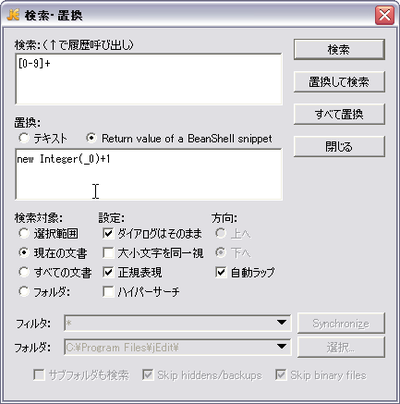 検索・置換
検索:(↑で履歴呼び出し)
[0-9]+
検索
置換して検索
すべて置換
閉じる
置換:
テキスト Return value of a BeanShell snippet
new Integer(_0)+1
検索対象: 設定: 方向:
選択範囲 ダイアログはそのまま 上へ
現在の文書 大小文字を同一視 下へ
すべての文書 正規表現 自動ラップ
フォルダ: ハイパーサーチ
フィルタ: * Synchronize
フォルダ: C:¥Program Files¥jEdit¥ 選択...
サブフォルダも検索 Skip hiddens/backups Skip binary files